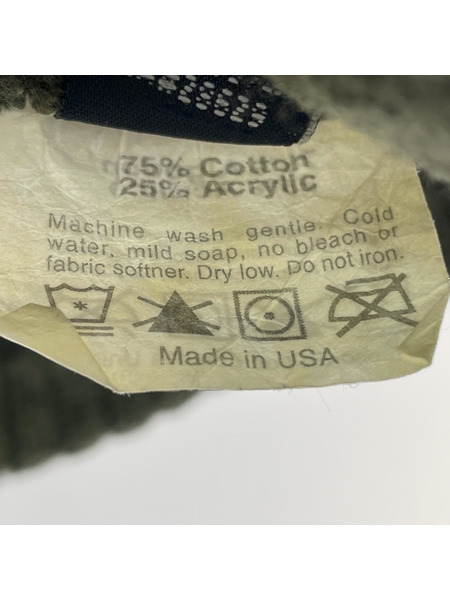 75% Cotton
25% Acrylic
Machine wash gentle. Cold
water, mild soap, no bleach or
fabric softner. Dry low. Do not iron.
Made in USA